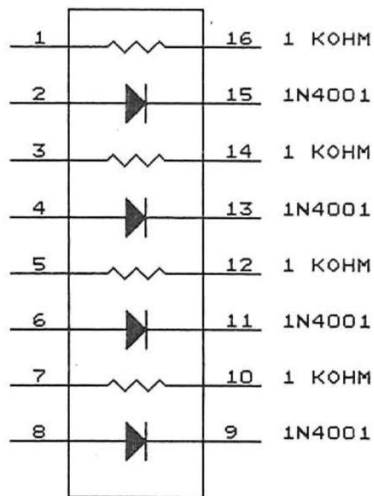 1 16 1 KOHM
2 15 1N4001
3 14 1 KOHM
4 13 1N4001
5 12 1 KOHM
6 11 1N4001
7 10 1 KOHM
8 9 1N4001